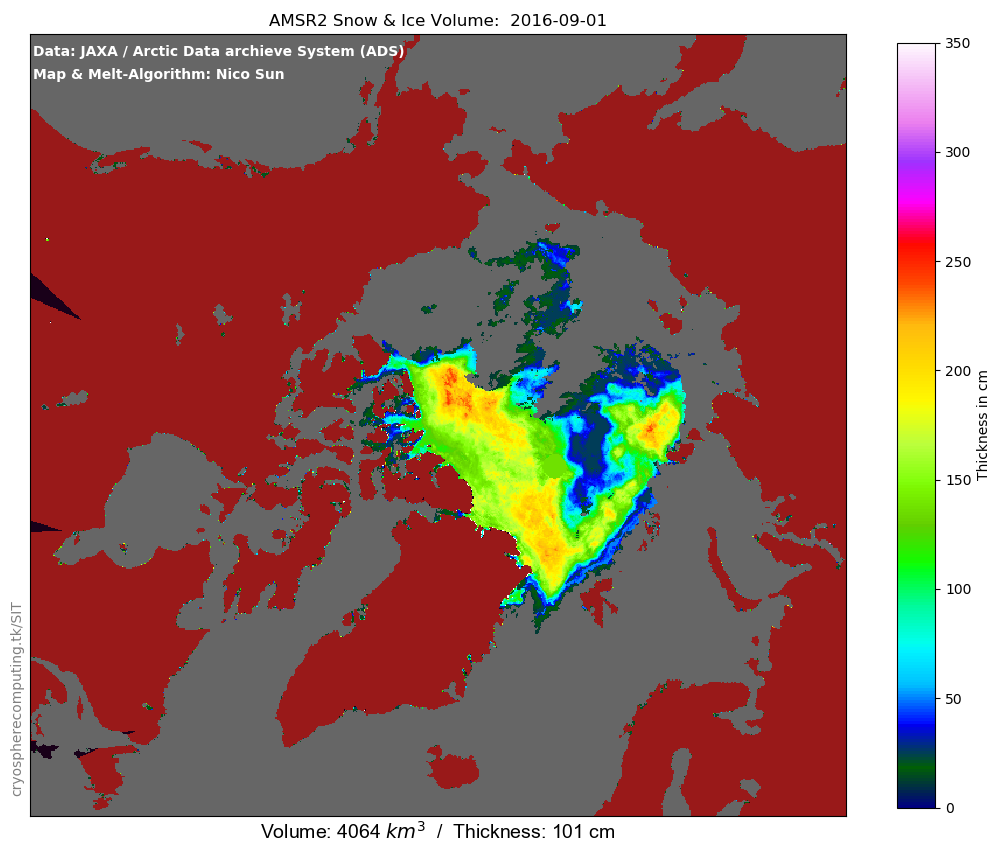 AMSR2 Snow & Ice Volume:  2016-09-01
Data: JAXA / Arctic Data archieve System (ADS)
Map & Melt-Algorithm: Nico Sun
350
300
250
200
150
100
50
0
Thickness in cm
cryospherecomputing.tk/SIT
Volume: 4064 km³  /  Thickness: 101 cm